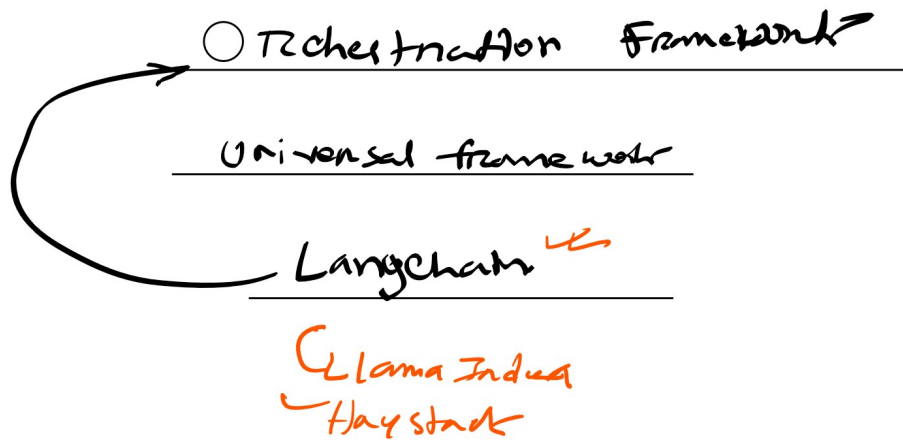 Orchestration Framework
Universal framework
Langchain
Llama Index
Haystack